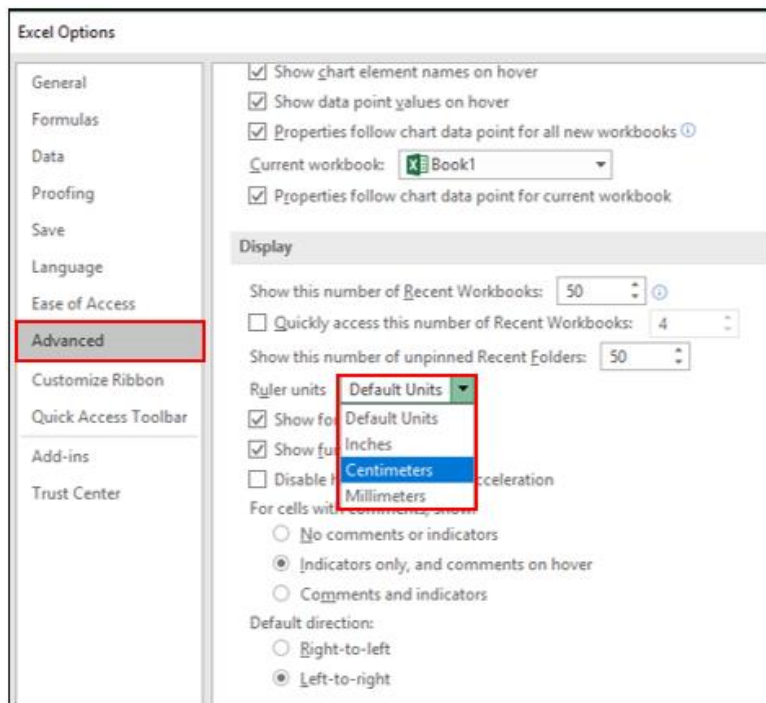 Excel Options
General
Formulas
Data
Proofing
Save
Language
Ease of Access
Advanced
Customize Ribbon
Quick Access Toolbar
Add-ins
Trust Center
Show chart element names on hover
Show data point values on hover
Properties follow chart data point for all new workbooks
Current workbook: Book1
Properties follow chart data point for current workbook
Display
Show this number of Recent Workbooks: 50
Quickly access this number of Recent Workbooks: 4
Show this number of unpinned Recent Folders: 50
Ruler units Default Units
Show Default Units
Show Inches
Disable Centimeters
Millimeters
For cells with comments, show:
No comments or indicators
Indicators only, and comments on hover
Comments and indicators
Default direction:
Right-to-left
Left-to-right